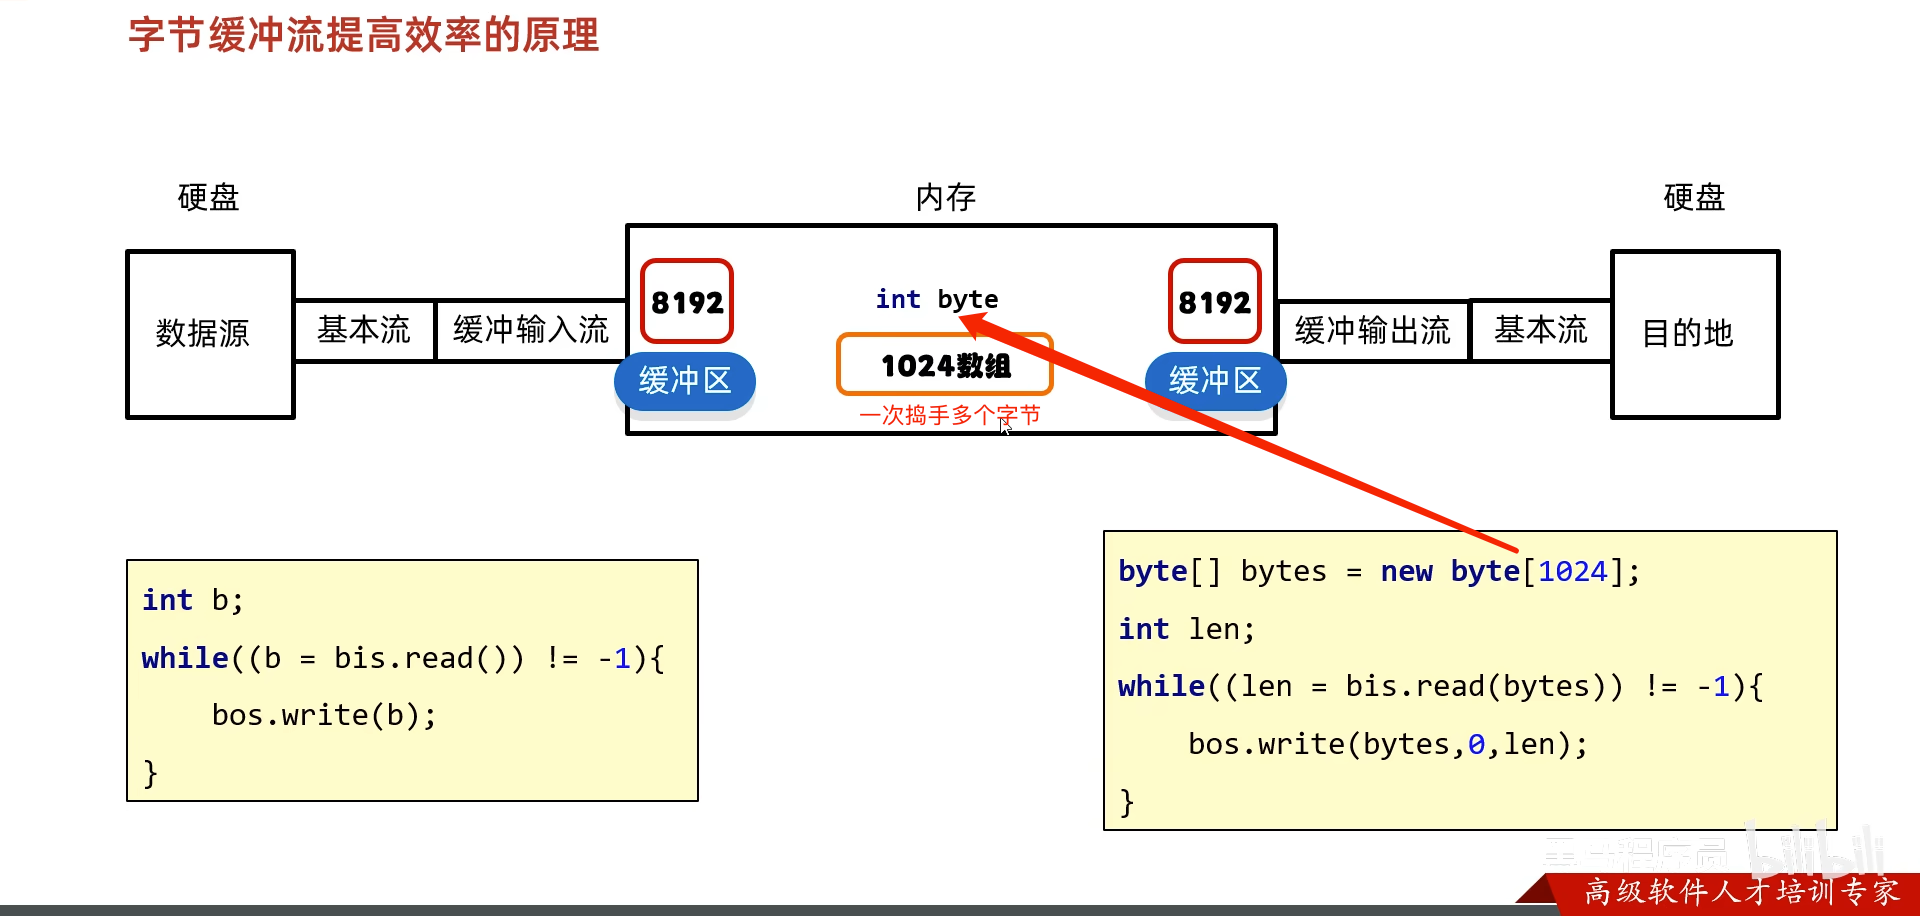 字节缓冲流提高效率的原理
硬盘
内存
硬盘
数据源
基本流
缓冲输入流
8192
缓冲区
int byte
1024数组
一次捣手多个字节
8192
缓冲区
缓冲输出流
基本流
目的地
int b;
while((b = bis.read()) != -1){
    bos.write(b);
}
byte[] bytes = new byte[1024];
int len;
while((len = bis.read(bytes)) != -1){
    bos.write(bytes,0,len);
}
bilibili
高级软件人才培训专家